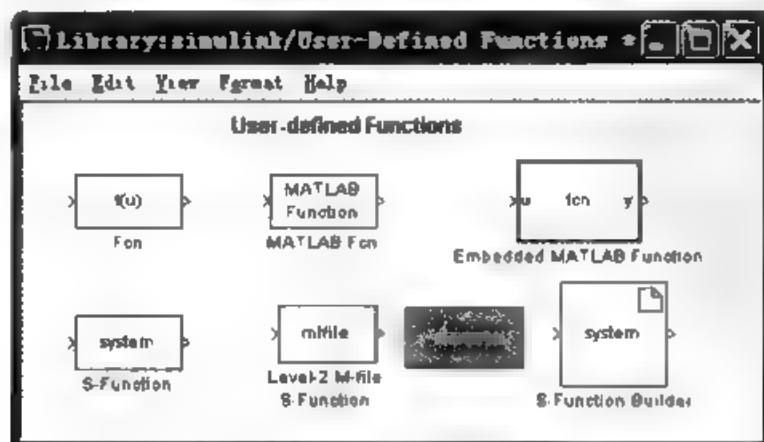 Library:simulink/User-Defined Functions *
File Edit View Format Help
User-defined Functions
f(u)
Fcn
MATLAB
Function
MATLAB Fcn
u fcn y
Embedded MATLAB Function
system
S-Function
mlfile
Level-2 M-file
S-Function
system
S-Function Builder